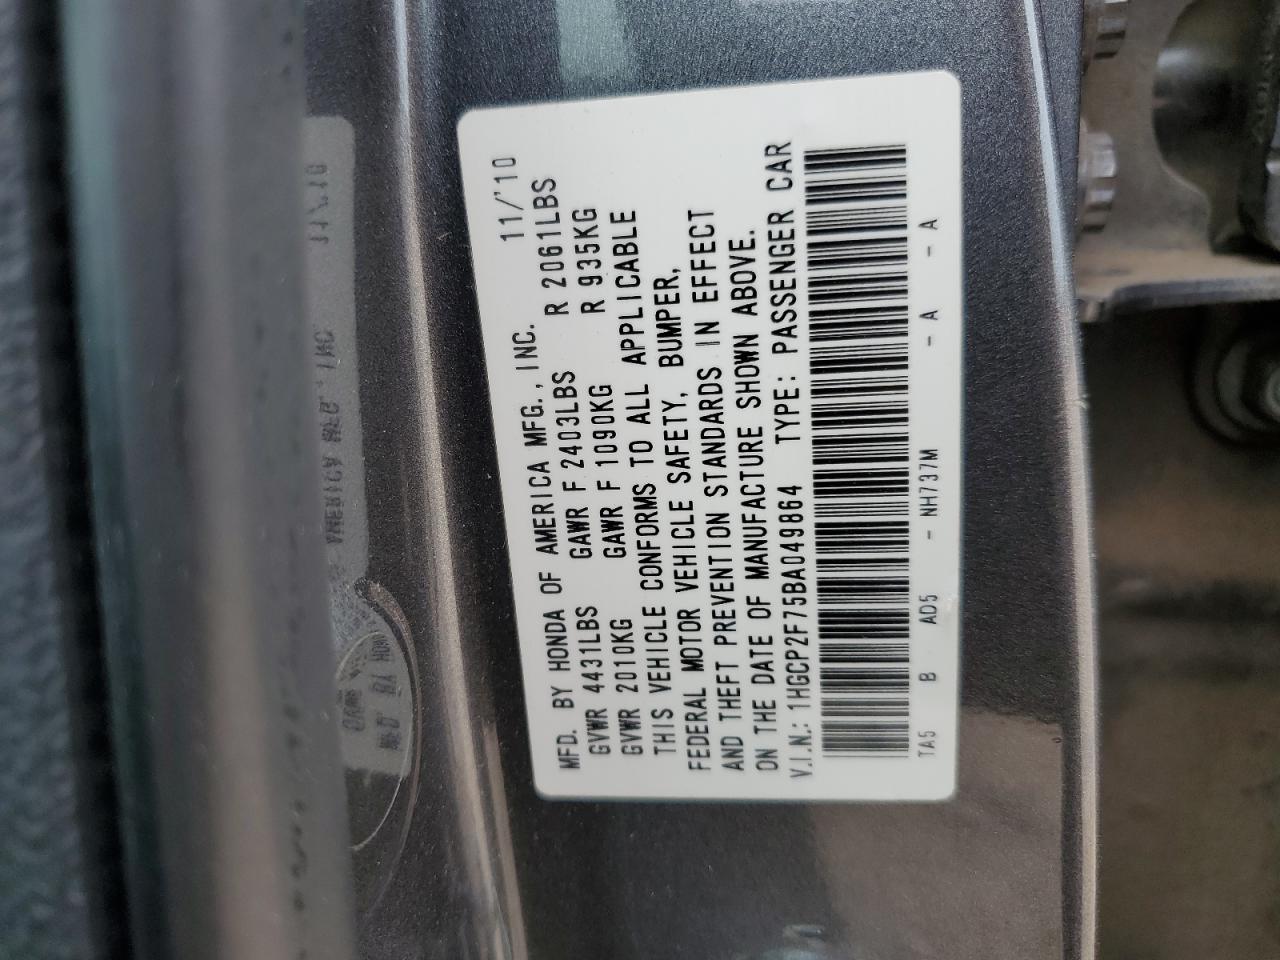 MFD. BY HONDA OF AMERICA MFG., INC. 11/'10
GVWR 4431LBS GAWR F 2403LBS R 2061LBS
GVWR 2010KG GAWR F 1090KG R 935KG
THIS VEHICLE CONFORMS TO ALL APPLICABLE
FEDERAL MOTOR VEHICLE SAFETY, BUMPER,
AND THEFT PREVENTION STANDARDS IN EFFECT
ON THE DATE OF MANUFACTURE SHOWN ABOVE.
V.I.N.: 1HGCP2F75BA049864 TYPE: PASSENGER CAR
TA5 B AD5 - NH737M - A - A